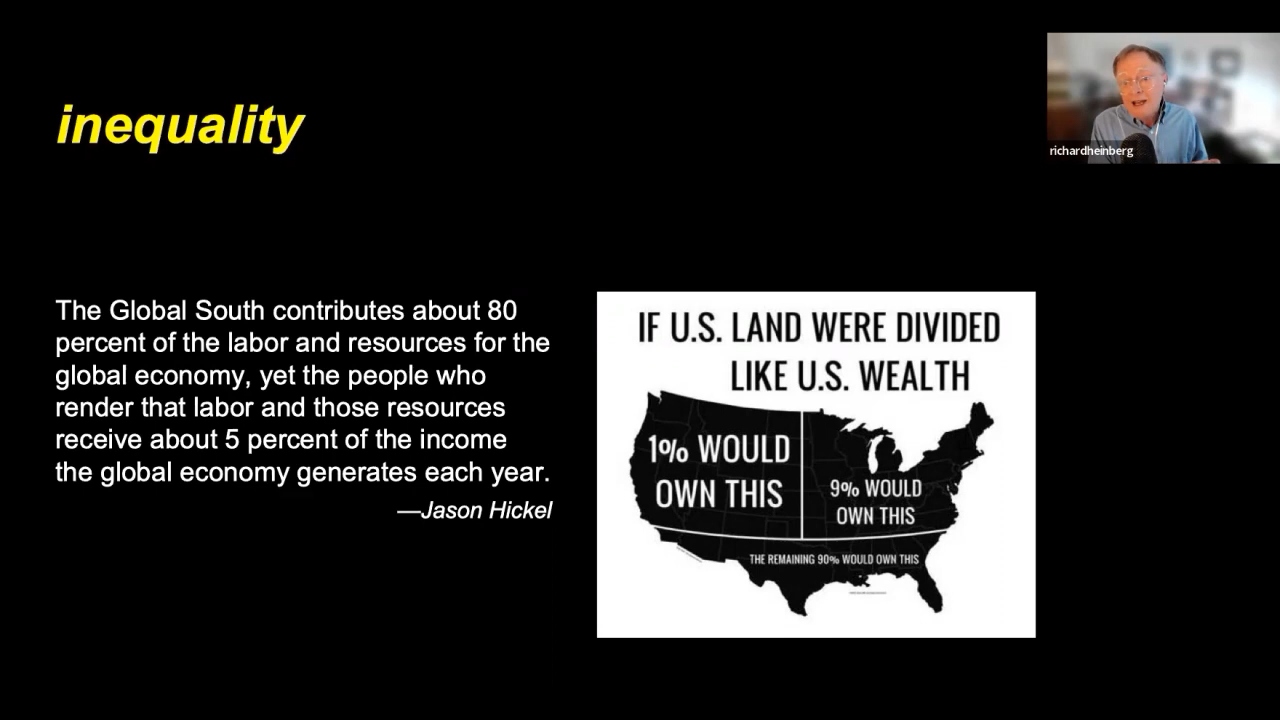 inequality
richardheinberg
The Global South contributes about 80
percent of the labor and resources for the
global economy, yet the people who
render that labor and those resources
receive about 5 percent of the income
the global economy generates each year.
—Jason Hickel
IF U.S. LAND WERE DIVIDED
LIKE U.S. WEALTH
1% WOULD
OWN THIS
9% WOULD
OWN THIS
THE REMAINING 90% WOULD OWN THIS